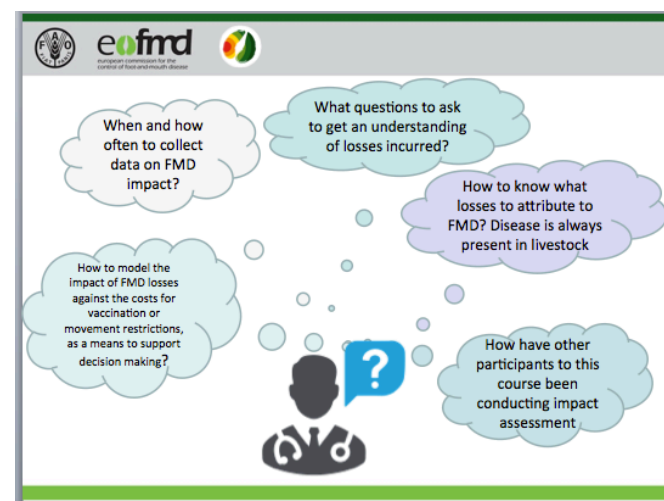 FAO
FIAT PANIS
eofmd
european commission for the
control of foot-and-mouth disease
When and how
often to collect
data on FMD
impact?
What questions to ask
to get an understanding
of losses incurred?
How to know what
losses to attribute to
FMD? Disease is always
present in livestock
How to model the
impact of FMD losses
against the costs for
vaccination or
movement restrictions,
as a means to support
decision making?
?
How have other
participants to this
course been
conducting impact
assessment